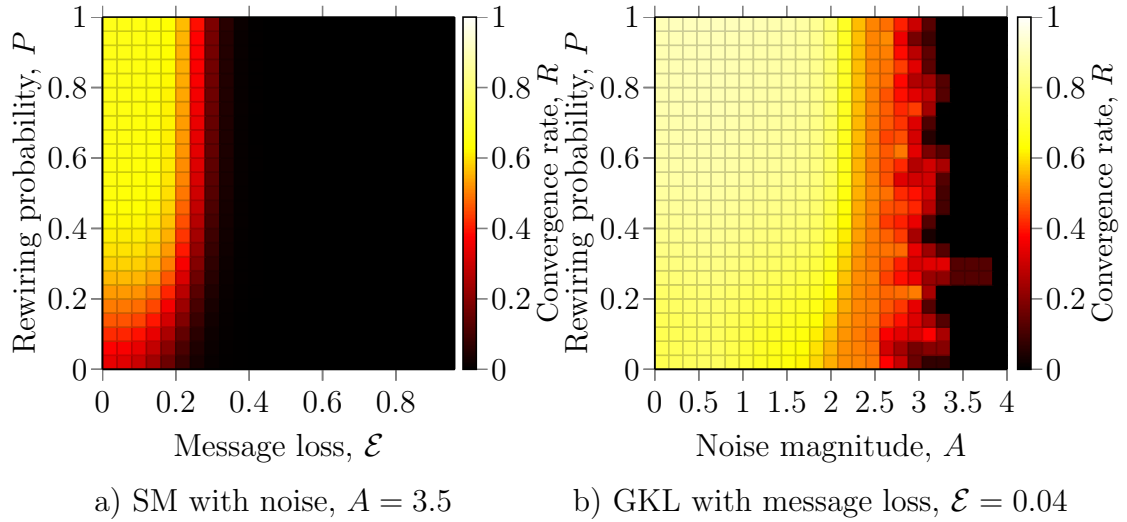 Rewiring probability, P
1
0.8
0.6
0.4
0.2
0
0 0.2 0.4 0.6 0.8
Message loss, ℰ
1
0.8
0.6
0.4
0.2
0
Convergence rate, R
a) SM with noise, A = 3.5
Rewiring probability, P
1
0.8
0.6
0.4
0.2
0
0 0.5 1 1.5 2 2.5 3 3.5 4
Noise magnitude, A
1
0.8
0.6
0.4
0.2
0
Convergence rate, R
b) GKL with message loss, ℰ = 0.04